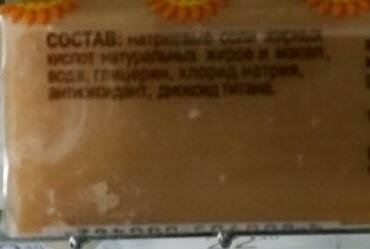 СОСТАВ: натриевые соли жирных
кислот натуральных жиров и масел,
вода, глицерин, хлорид натрия,
антиоксидант, диоксид титана.